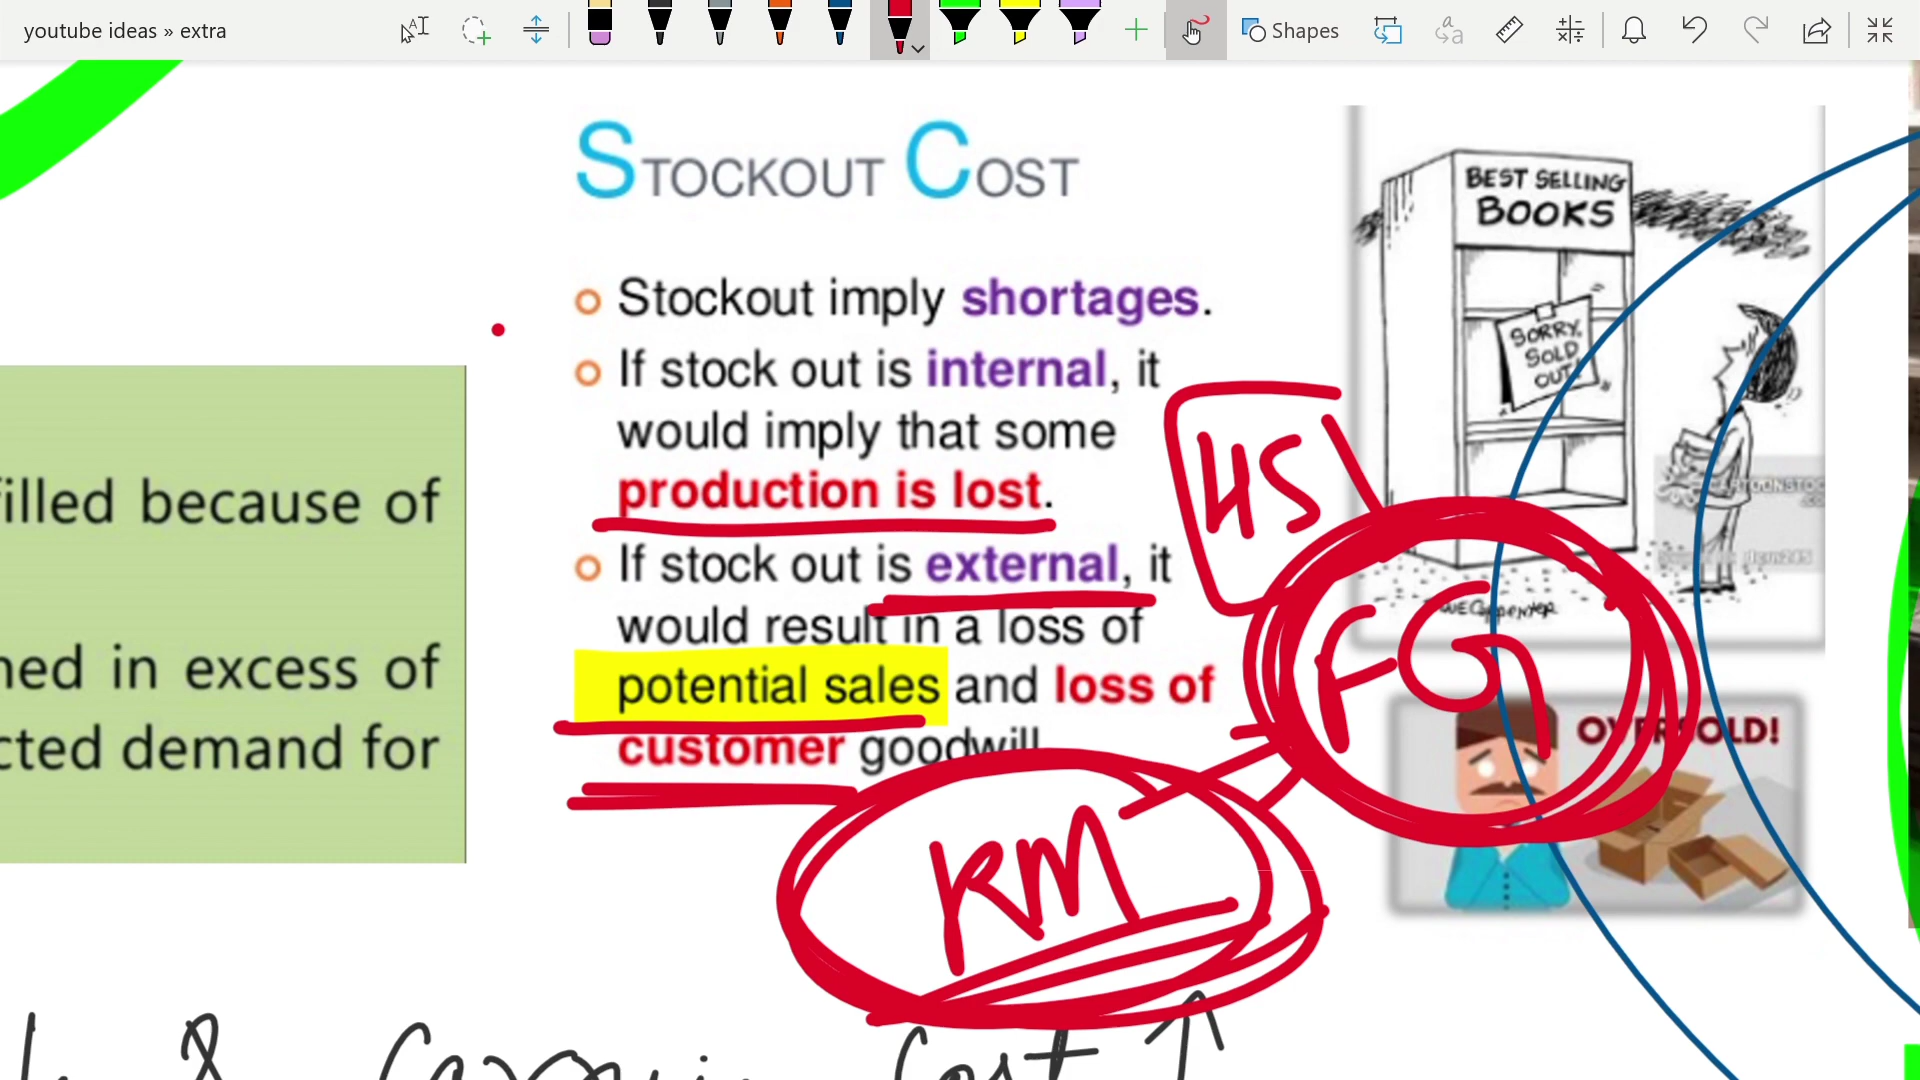 youtube ideas » extra
Shapes
STOCKOUT COST
Stockout imply shortages.
If stock out is internal, it
would imply that some
production is lost.
If stock out is external, it
would result in a loss of
potential sales and loss of
customer goodwill
BEST SELLING
BOOKS
SORRY,
SOLD
OUT!
OVERSOLD!
filled because of
ned in excess of
cted demand for
FG
RM
& Cost ↑